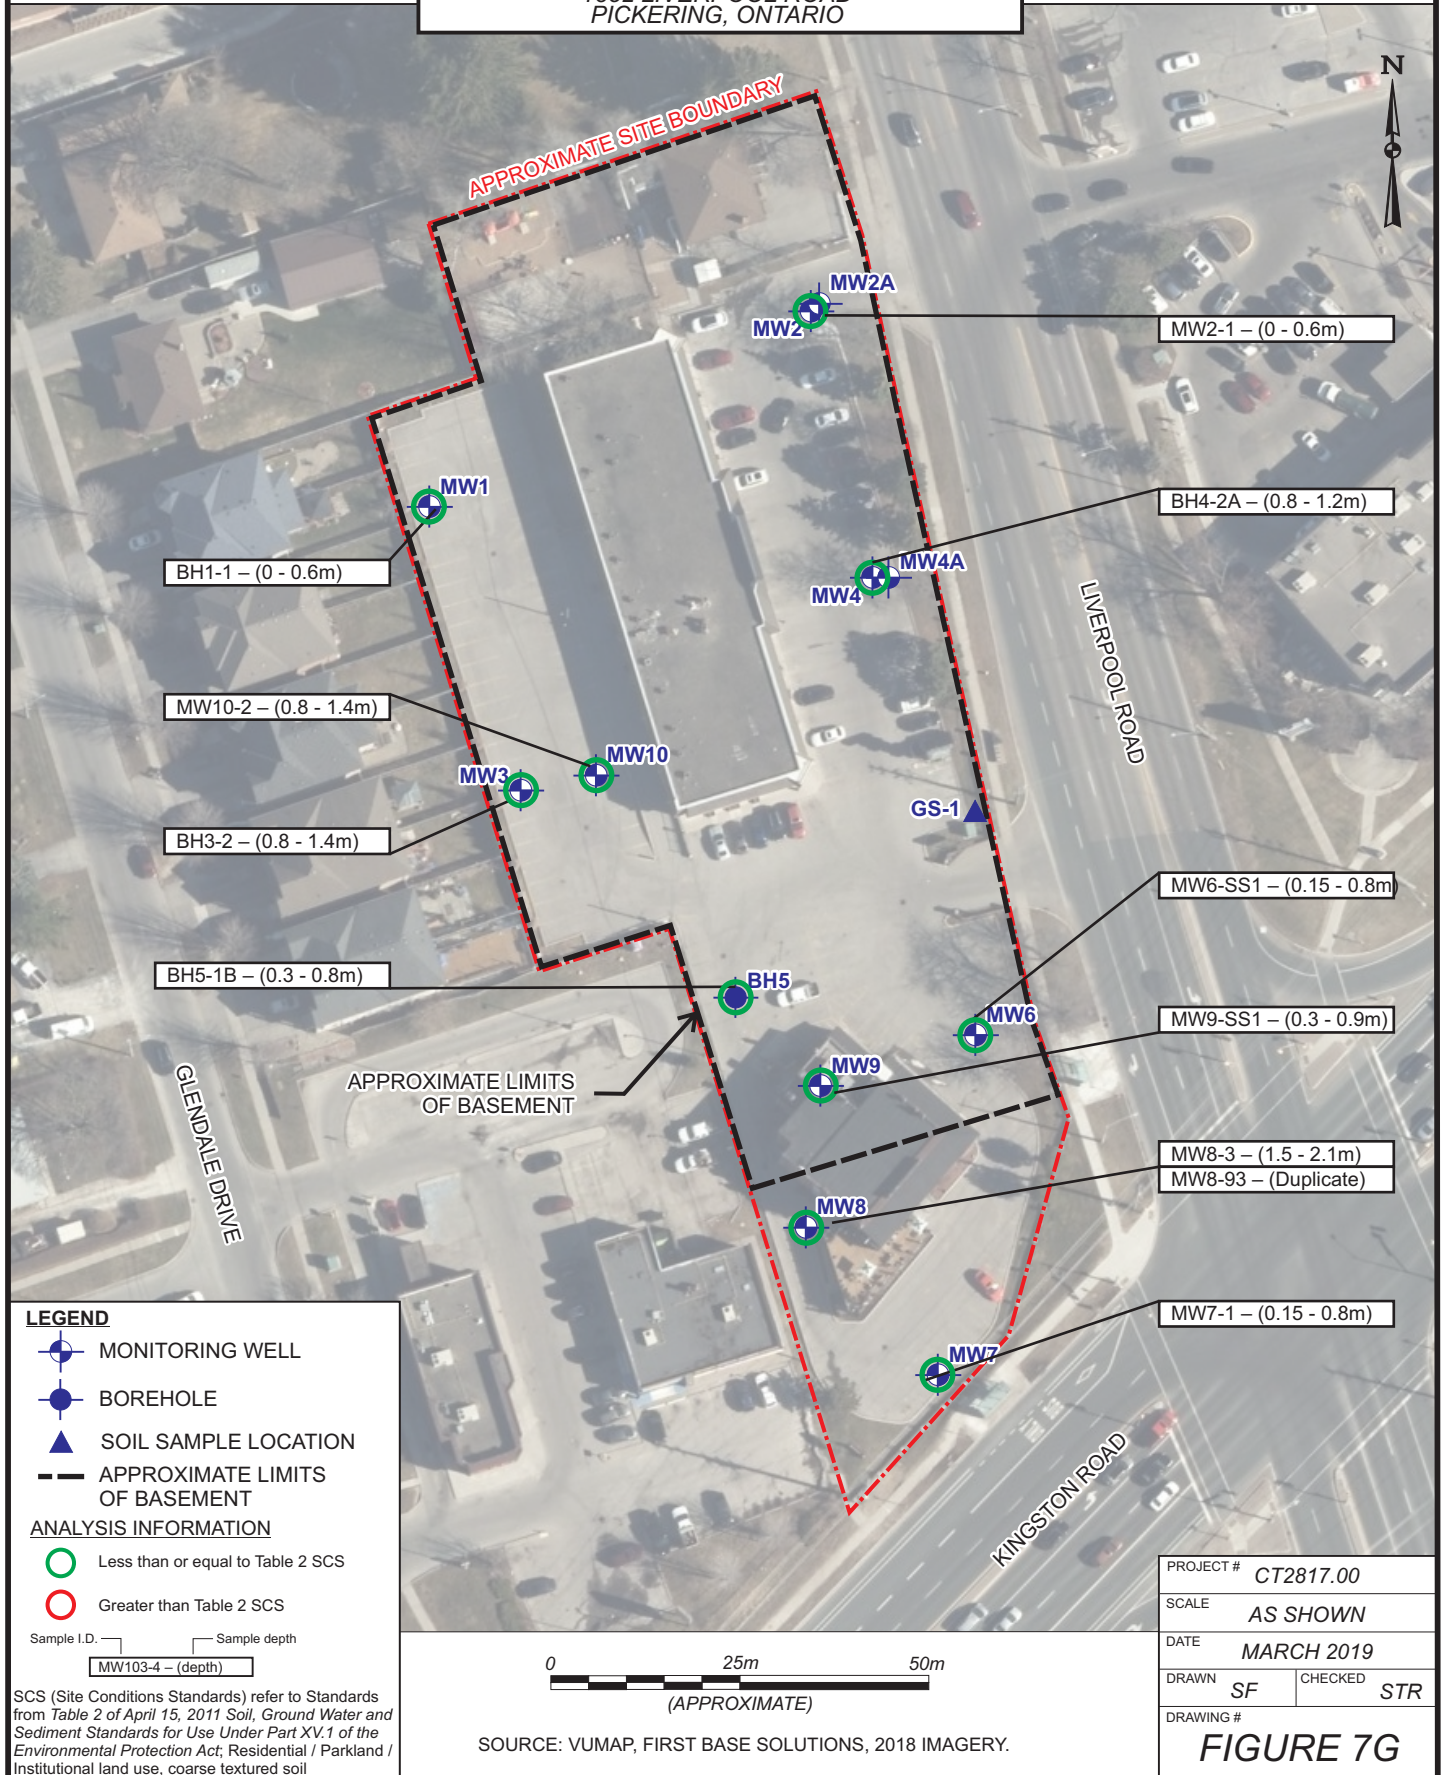 PICKERING, ONTARIO
N
APPROXIMATE SITE BOUNDARY
MW2A
MW2
MW2-1 – (0 - 0.6m)
MW1
BH4-2A – (0.8 - 1.2m)
BH1-1 – (0 - 0.6m)
MW4A
MW4
LIVERPOOL ROAD
MW10-2 – (0.8 - 1.4m)
MW10
MW3
GS-1
BH3-2 – (0.8 - 1.4m)
MW6-SS1 – (0.15 - 0.8m)
BH5-1B – (0.3 - 0.8m)
BH5
MW6
MW9-SS1 – (0.3 - 0.9m)
MW9
APPROXIMATE LIMITS
OF BASEMENT
GLENDALE DRIVE
MW8-3 – (1.5 - 2.1m)
MW8-93 – (Duplicate)
MW8
MW7-1 – (0.15 - 0.8m)
MW7
KINGSTON ROAD
LEGEND
MONITORING WELL
BOREHOLE
SOIL SAMPLE LOCATION
APPROXIMATE LIMITS
OF BASEMENT
ANALYSIS INFORMATION
Less than or equal to Table 2 SCS
Greater than Table 2 SCS
Sample I.D.
Sample depth
MW103-4 – (depth)
SCS (Site Conditions Standards) refer to Standards
from Table 2 of April 15, 2011 Soil, Ground Water and
Sediment Standards for Use Under Part XV.1 of the
Environmental Protection Act; Residential / Parkland /
Institutional land use, coarse textured soil
0 25m 50m
(APPROXIMATE)
SOURCE: VUMAP, FIRST BASE SOLUTIONS, 2018 IMAGERY.
PROJECT # CT2817.00
SCALE AS SHOWN
DATE MARCH 2019
DRAWN SF CHECKED STR
DRAWING #
FIGURE 7G